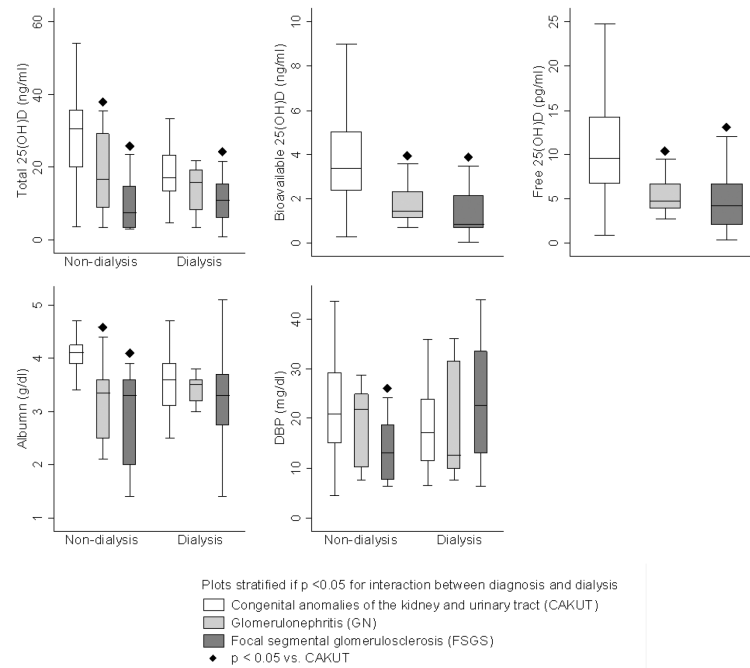 Total 25(OH)D (ng/ml)
60
40
20
0
Non-dialysis Dialysis
Bioavailable 25(OH)D (ng/ml)
10
8
6
4
2
0
Free 25(OH)D (pg/ml)
25
20
15
10
5
0
Albumn (g/dl)
5
4
3
2
1
Non-dialysis Dialysis
DBP (mg/dl)
40
30
20
10
0
Non-dialysis Dialysis
Plots stratified if p <0.05 for interaction between diagnosis and dialysis
Congenital anomalies of the kidney and urinary tract (CAKUT)
Glomerulonephritis (GN)
Focal segmental glomerulosclerosis (FSGS)
p < 0.05 vs. CAKUT